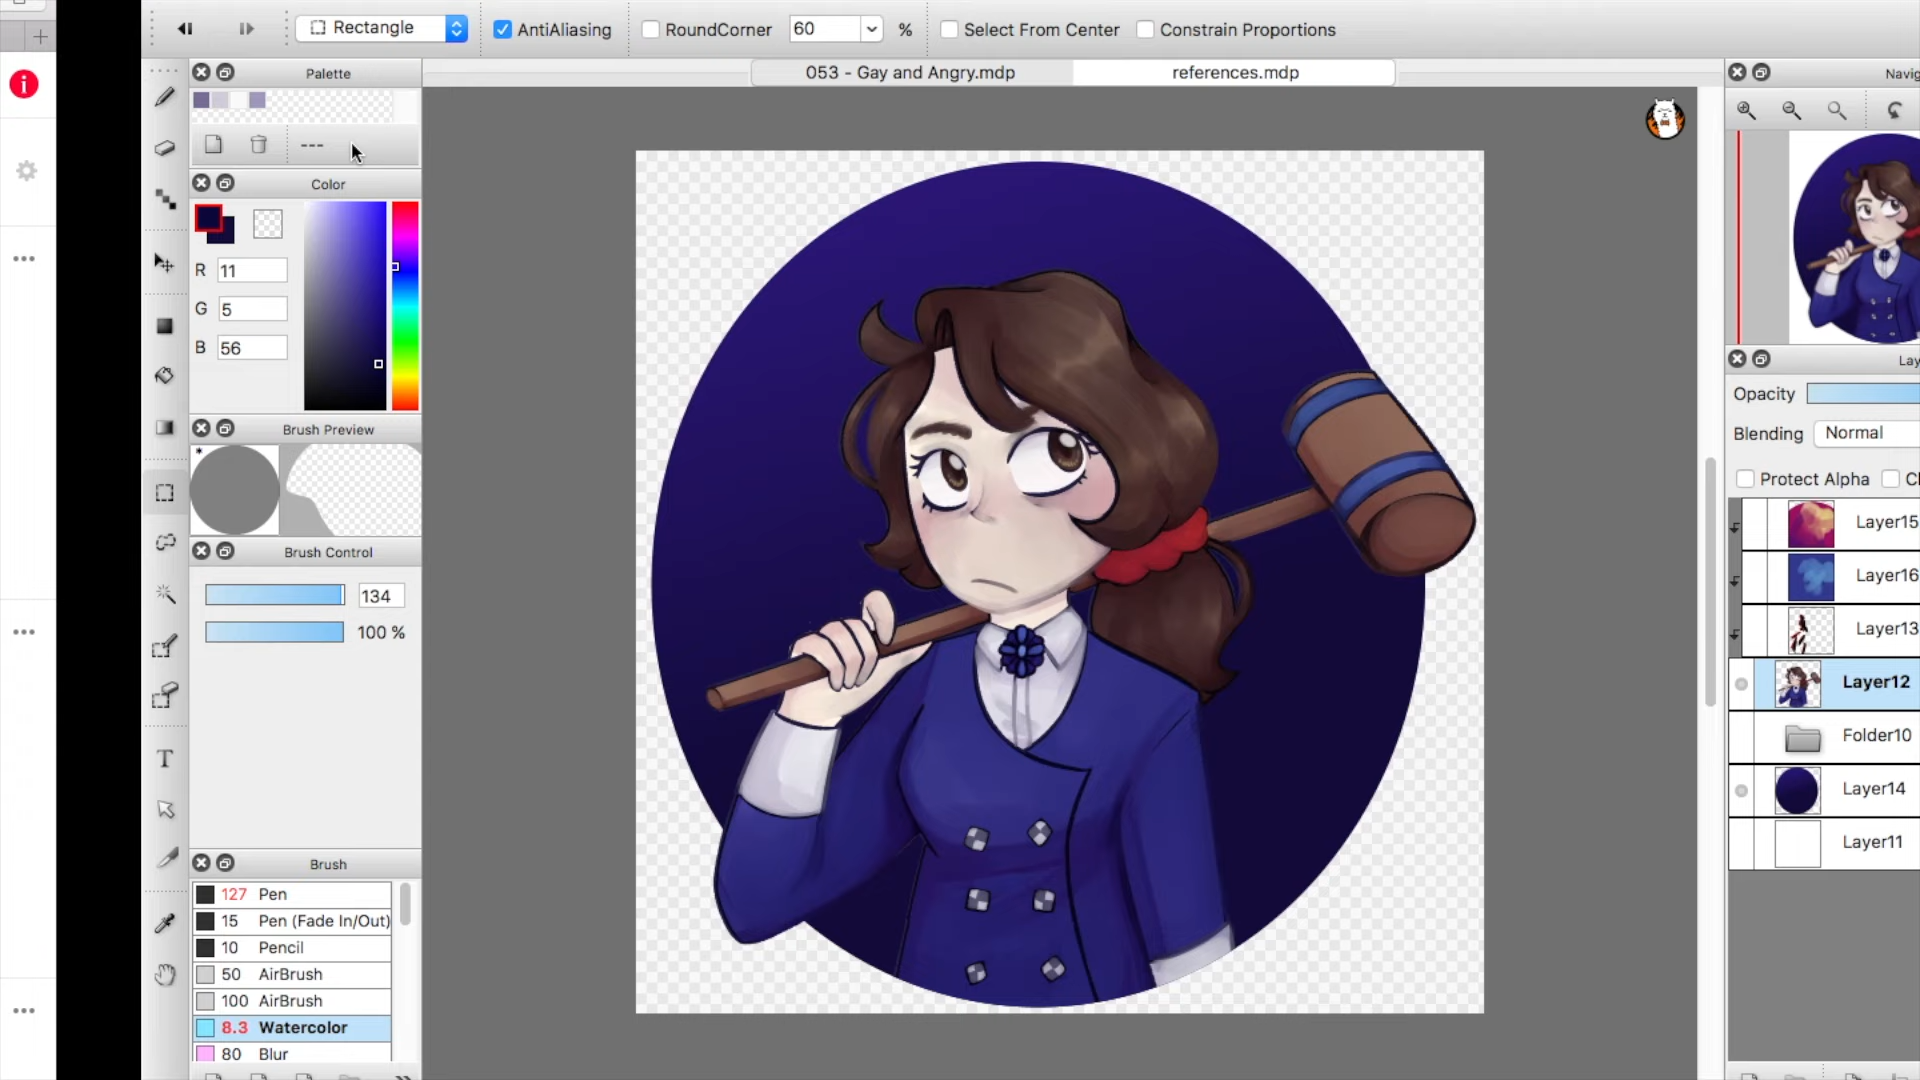 Rectangle
AntiAliasing
RoundCorner
60
%
Select From Center
Constrain Proportions
053 - Gay and Angry.mdp
references.mdp
Palette
---
Color
R 11
G 5
B 56
Brush Preview
*
Brush Control
134
100 %
T
Brush
127 Pen
15 Pen (Fade In/Out)
10 Pencil
50 AirBrush
100 AirBrush
8.3 Watercolor
80 Blur
Navig
Lay
Opacity
Blending Normal
Protect Alpha
Cl
Layer15
Layer16
Layer13
Layer12
Folder10
Layer14
Layer11